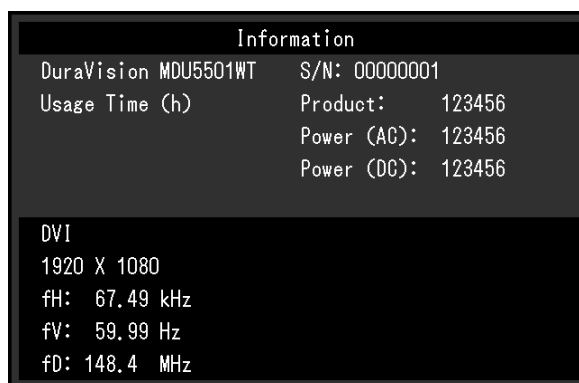 Information
DuraVision MDU5501WT S/N: 00000001
Usage Time (h) Product: 123456
Power (AC): 123456
Power (DC): 123456
DVI
1920 X 1080
fH: 67.49 kHz
fV: 59.99 Hz
fD: 148.4 MHz